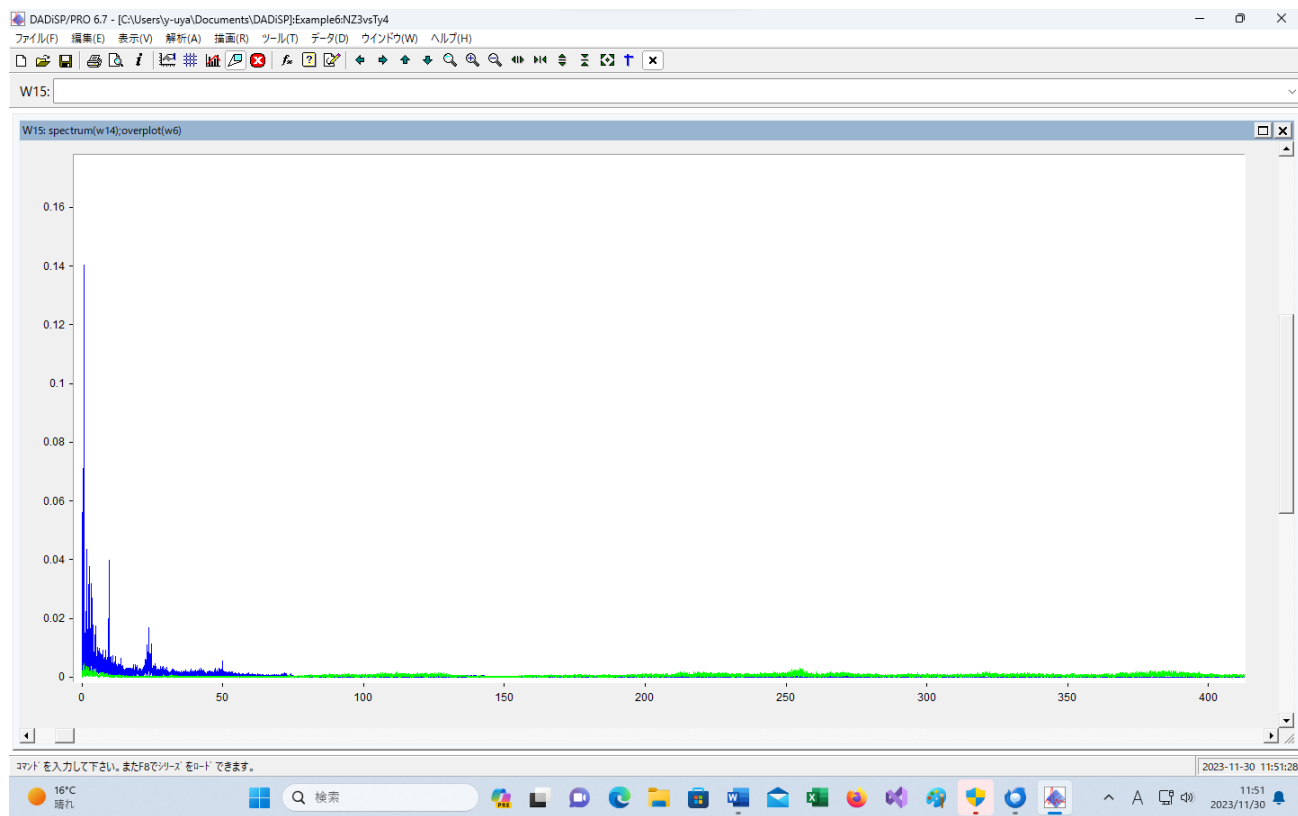 DADiSP/PRO 6.7 - [C:\Users\y-uya\Documents\DADiSP]:Example6:NZ3vsTy4
ファイル(F) 編集(E) 表示(V) 解析(A) 描画(R) ツール(T) データ(D) ウインドウ(W) ヘルプ(H)
W15:
W15: spectrum(w14);overplot(w6)
0.16
0.14
0.12
0.1
0.08
0.06
0.04
0.02
0
0 50 100 150 200 250 300 350 400
コマンドを入力して下さい。またF8でシリーズをロードできます。
2023-11-30 11:51:28
16°C
晴れ
検索
PRE
A
11:51
2023/11/30